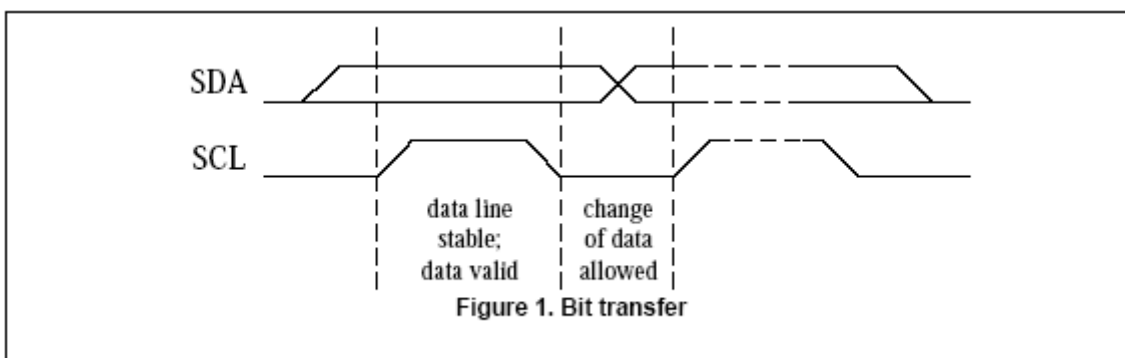 SDA
SCL
data line
stable;
data valid
change
of data
allowed
Figure 1. Bit transfer